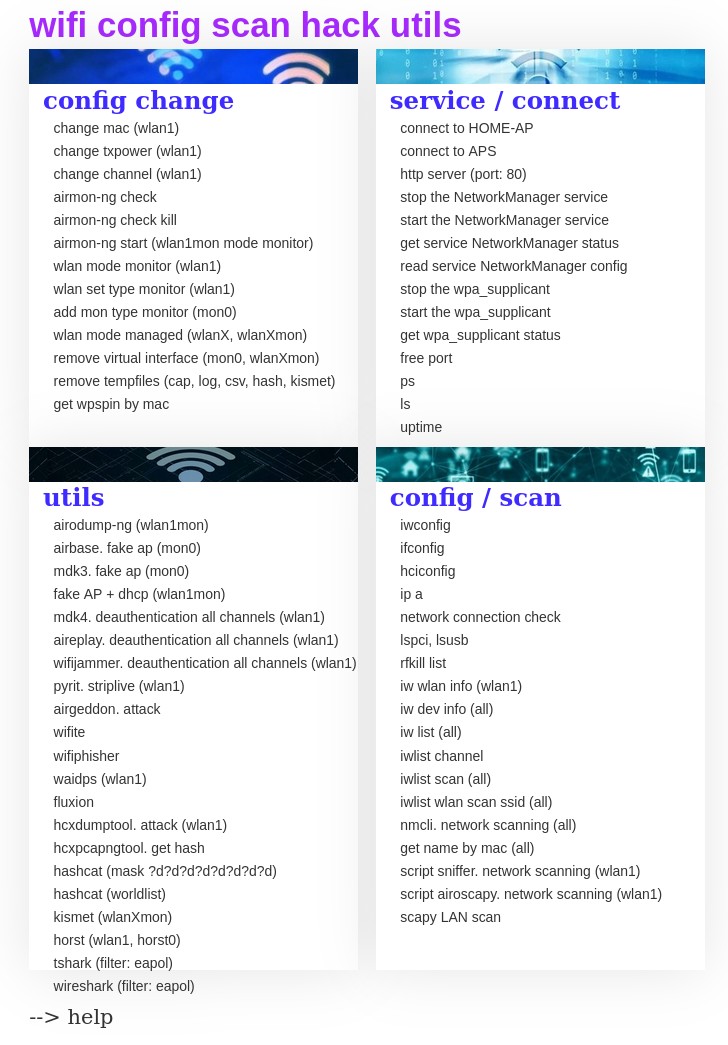 wifi config scan hack utils
config change
change mac (wlan1)
change txpower (wlan1)
change channel (wlan1)
airmon-ng check
airmon-ng check kill
airmon-ng start (wlan1mon mode monitor)
wlan mode monitor (wlan1)
wlan set type monitor (wlan1)
add mon type monitor (mon0)
wlan mode managed (wlanX, wlanXmon)
remove virtual interface (mon0, wlanXmon)
remove tempfiles (cap, log, csv, hash, kismet)
get wpspin by mac
service / connect
connect to HOME-AP
connect to APS
http server (port: 80)
stop the NetworkManager service
start the NetworkManager service
get service NetworkManager status
read service NetworkManager config
stop the wpa_supplicant
start the wpa_supplicant
get wpa_supplicant status
free port
ps
ls
uptime
utils
airodump-ng (wlan1mon)
airbase. fake ap (mon0)
mdk3. fake ap (mon0)
fake AP + dhcp (wlan1mon)
mdk4. deauthentication all channels (wlan1)
aireplay. deauthentication all channels (wlan1)
wifijammer. deauthentication all channels (wlan1)
pyrit. striplive (wlan1)
airgeddon. attack
wifite
wifiphisher
waidps (wlan1)
fluxion
hcxdumptool. attack (wlan1)
hcxpcapngtool. get hash
hashcat (mask ?d?d?d?d?d?d?d?d)
hashcat (worldlist)
kismet (wlanXmon)
horst (wlan1, horst0)
tshark (filter: eapol)
wireshark (filter: eapol)
config / scan
iwconfig
ifconfig
hciconfig
ip a
network connection check
lspci, lsusb
rfkill list
iw wlan info (wlan1)
iw dev info (all)
iw list (all)
iwlist channel
iwlist scan (all)
iwlist wlan scan ssid (all)
nmcli. network scanning (all)
get name by mac (all)
script sniffer. network scanning (wlan1)
script airoscapy. network scanning (wlan1)
scapy LAN scan
--> help